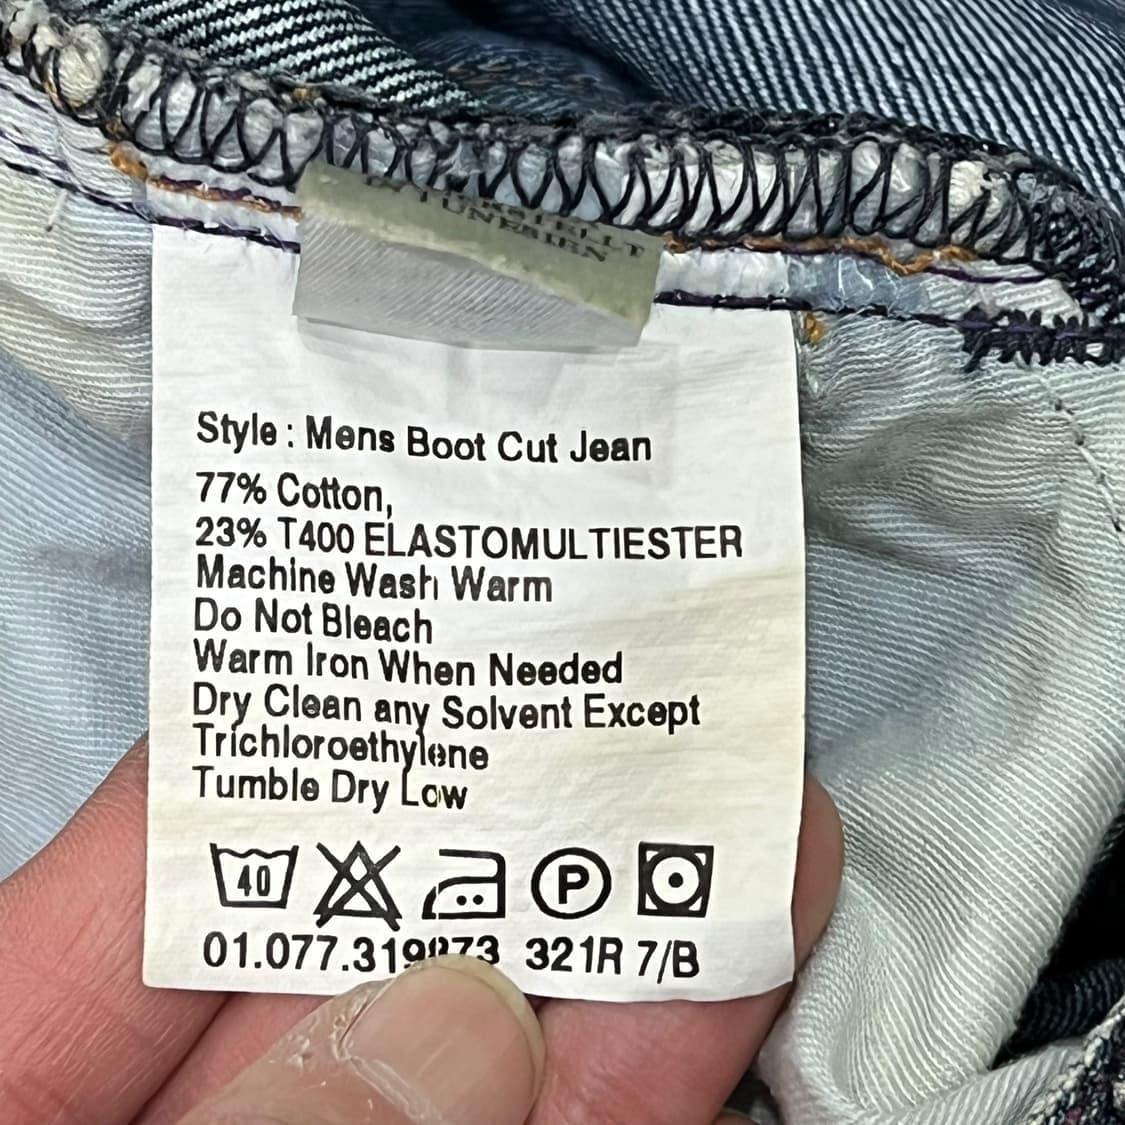 TUNESIEN
Style : Mens Boot Cut Jean
77% Cotton,
23% T400 ELASTOMULTIESTER
Machine Wash Warm
Do Not Bleach
Warm Iron When Needed
Dry Clean any Solvent Except
Trichloroethylene
Tumble Dry Low
40 P
321R 7/B